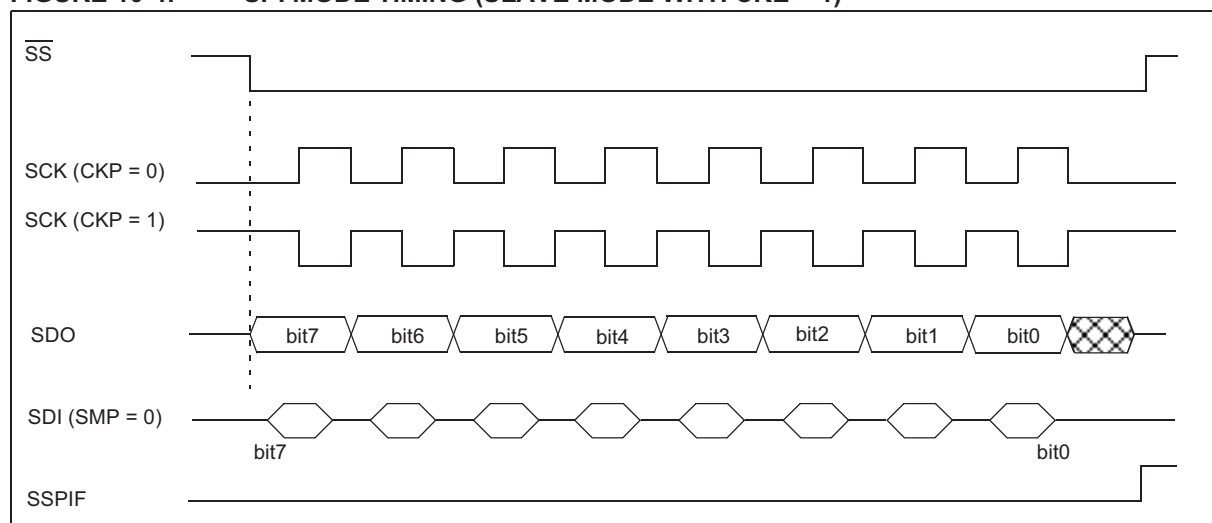 SS
SCK (CKP = 0)
SCK (CKP = 1)
SDO
bit7 bit6 bit5 bit4 bit3 bit2 bit1 bit0
SDI (SMP = 0)
bit7 bit0
SSPIF